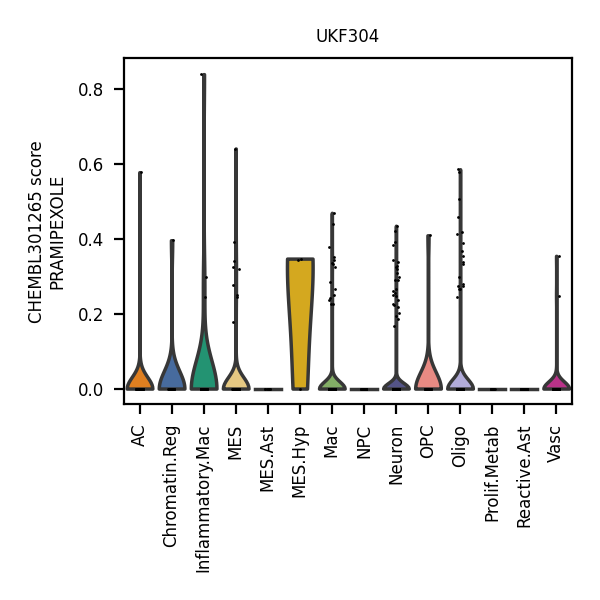 UKF304
CHEMBL301265 score
PRAMIPEXOLE
0.8
0.6
0.4
0.2
0.0
AC
Chromatin.Reg
Inflammatory.Mac
MES
MES.Ast
MES.Hyp
Mac
NPC
Neuron
OPC
Oligo
Prolif.Metab
Reactive.Ast
Vasc